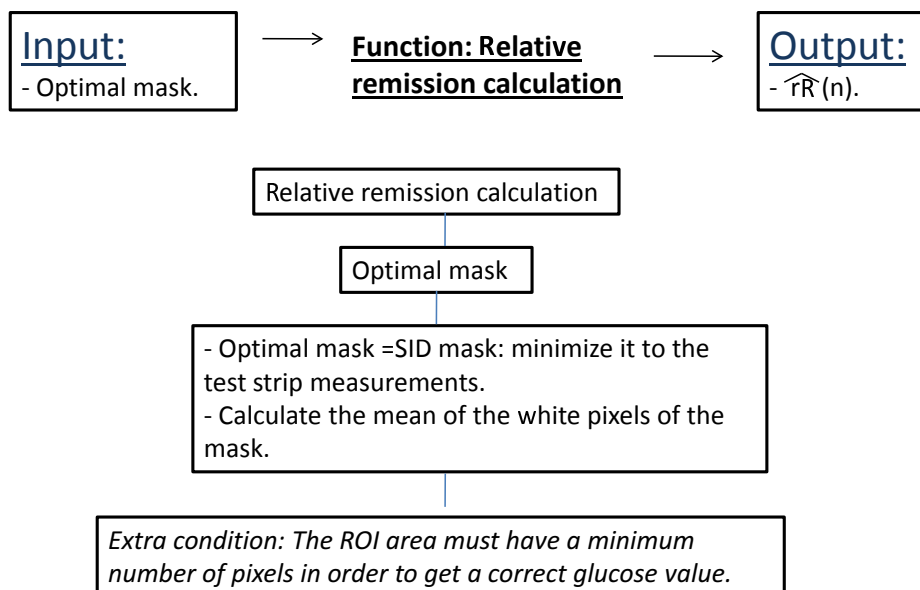 Input:
- Optimal mask.
Function: Relative
remission calculation
Output:
- r͡R (n).
Relative remission calculation
Optimal mask
- Optimal mask =SID mask: minimize it to the
test strip measurements.
- Calculate the mean of the white pixels of the
mask.
Extra condition: The ROI area must have a minimum
number of pixels in order to get a correct glucose value.